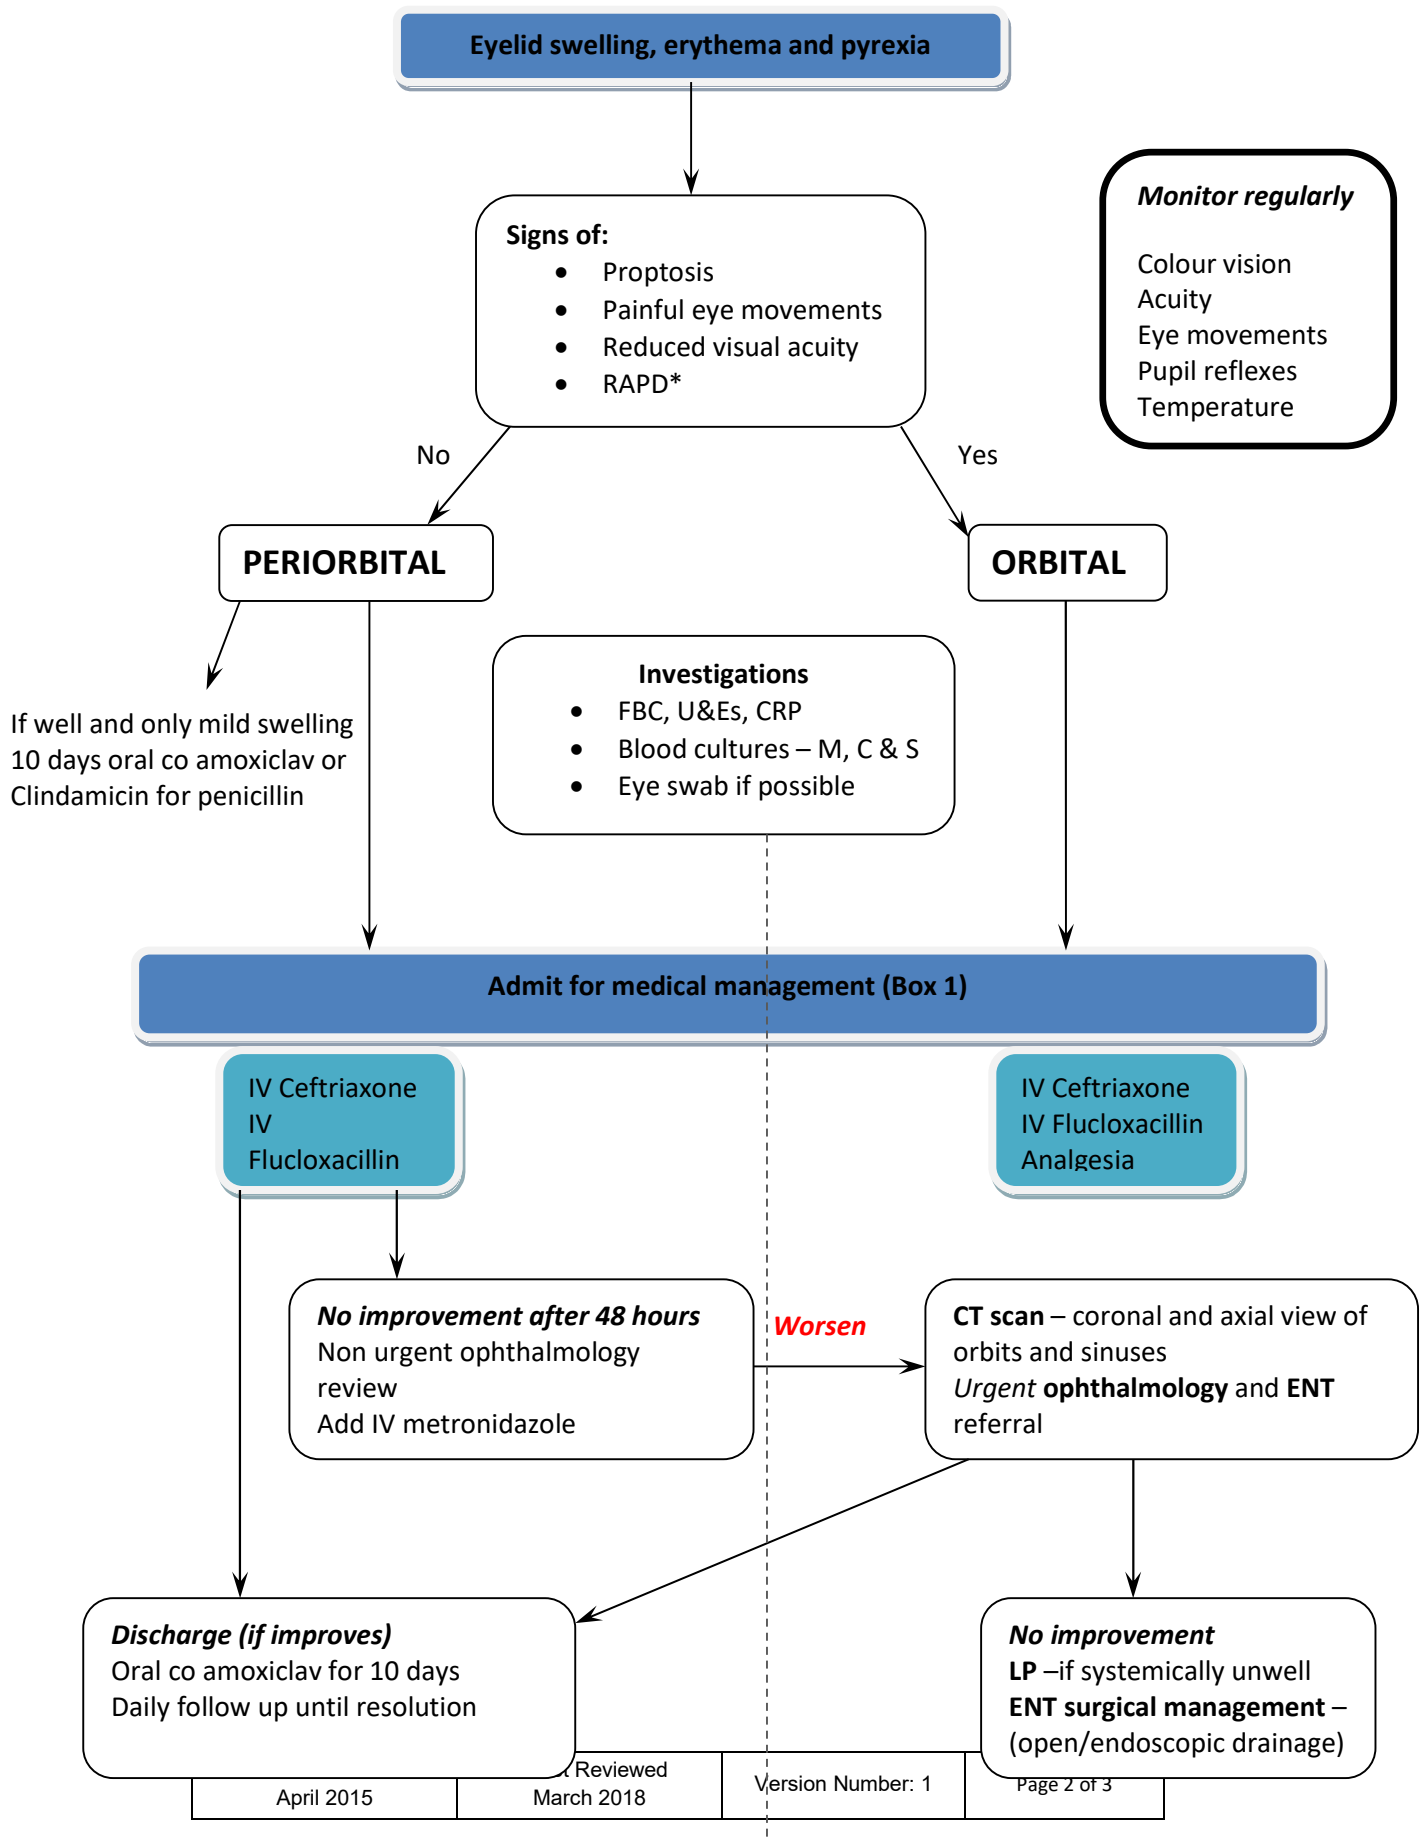 Eyelid swelling, erythema and pyrexia
Monitor regularly
Colour vision
Acuity
Eye movements
Pupil reflexes
Temperature
Signs of:
• Proptosis
• Painful eye movements
• Reduced visual acuity
• RAPD*
No
Yes
PERIORBITAL
ORBITAL
If well and only mild swelling
10 days oral co amoxiclav or
Clindamicin for penicillin
Investigations
• FBC, U&Es, CRP
• Blood cultures – M, C & S
• Eye swab if possible
Admit for medical management (Box 1)
IV Ceftriaxone
IV
Flucloxacillin
IV Ceftriaxone
IV Flucloxacillin
Analgesia
No improvement after 48 hours
Non urgent ophthalmology
review
Add IV metronidazole
Worsen
CT scan – coronal and axial view of
orbits and sinuses
Urgent ophthalmology and ENT
referral
Discharge (if improves)
Oral co amoxiclav for 10 days
Daily follow up until resolution
No improvement
LP –if systemically unwell
ENT surgical management –
(open/endoscopic drainage)
April 2015
Reviewed
March 2018
Version Number: 1
Page 2 of 3